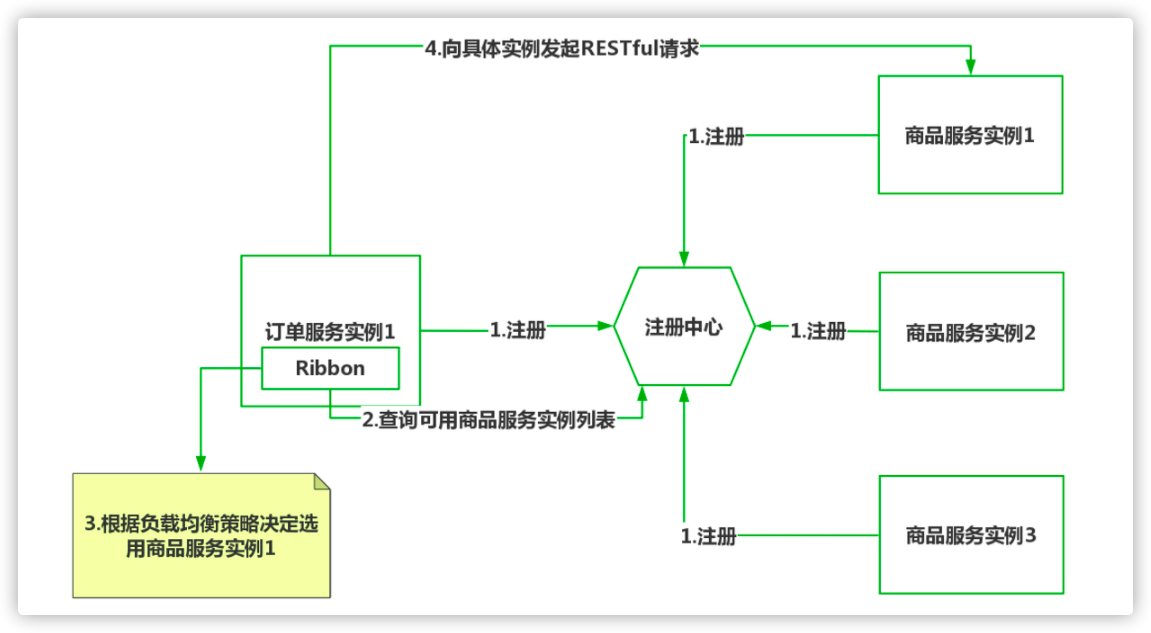 4.向具体实例发起RESTful请求
1.注册
商品服务实例1
订单服务实例1
Ribbon
1.注册
注册中心
1.注册
商品服务实例2
2.查询可用商品服务实例列表
3.根据负载均衡策略决定选
用商品服务实例1
1.注册
商品服务实例3